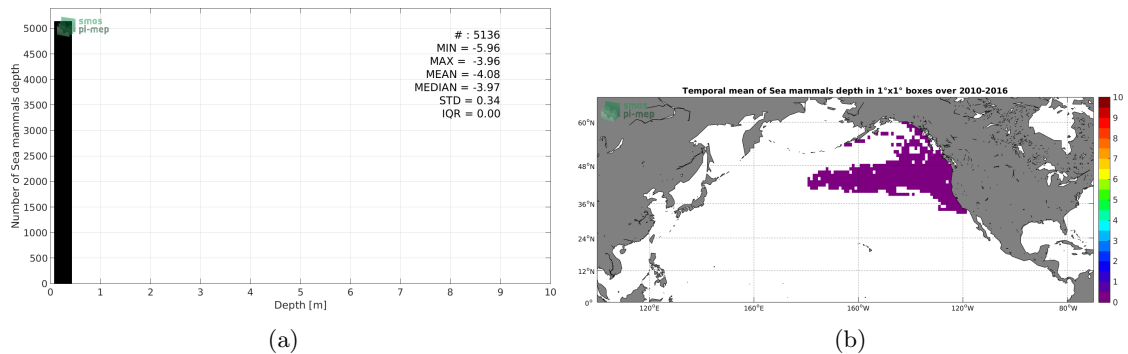 smos
pi-mep
# : 5136
MIN = -5.96
MAX = -3.96
MEAN = -4.08
MEDIAN = -3.97
STD = 0.34
IQR = 0.00
Number of Sea mammals depth
5000
4500
4000
3500
3000
2500
2000
1500
1000
500
0
0 1 2 3 4 5 6 7 8 9 10
Depth [m]
(a)
Temporal mean of Sea mammals depth in 1°x1° boxes over 2010-2016
smos
pi-mep
60°N
48°N
36°N
24°N
12°N
0°
120°E 160°E 160°W 120°W 80°W
10
9
8
7
6
5
4
3
2
1
0
(b)